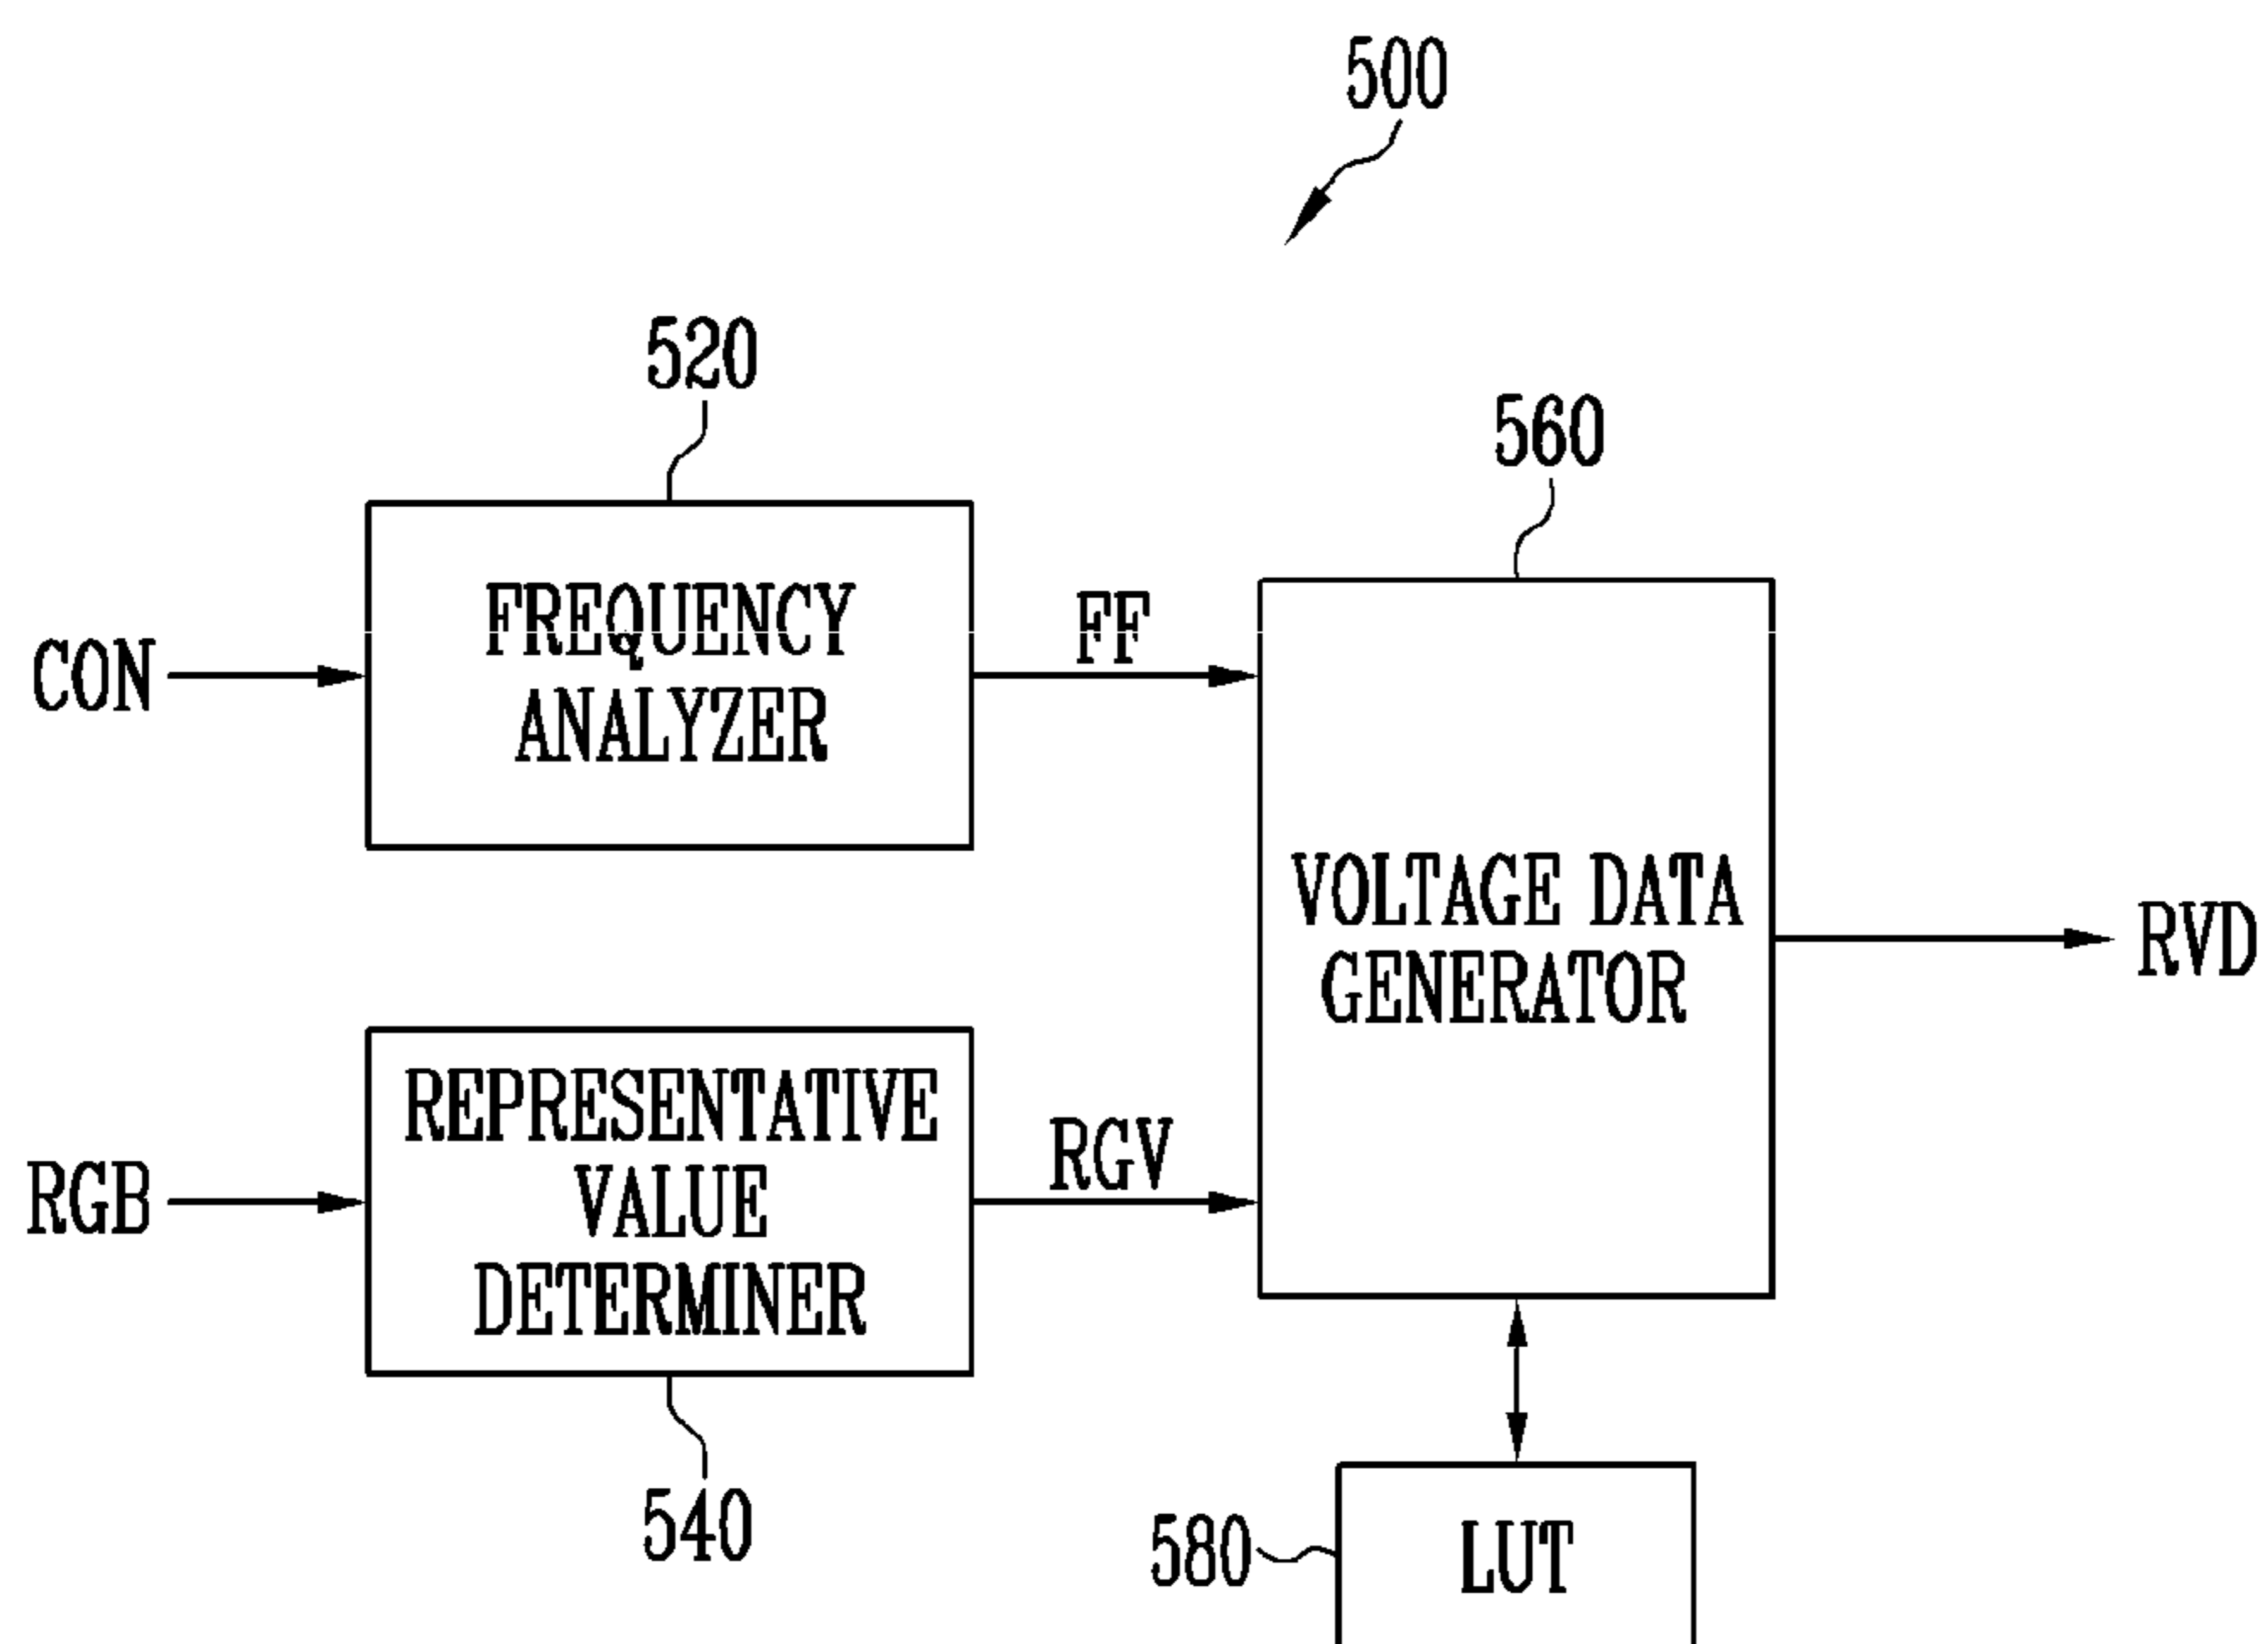 500
520
560
CON
FREQUENCY
ANALYZER
FF
VOLTAGE DATA
GENERATOR
RVD
RGB
REPRESENTATIVE
VALUE
DETERMINER
RGV
540
580
LUT